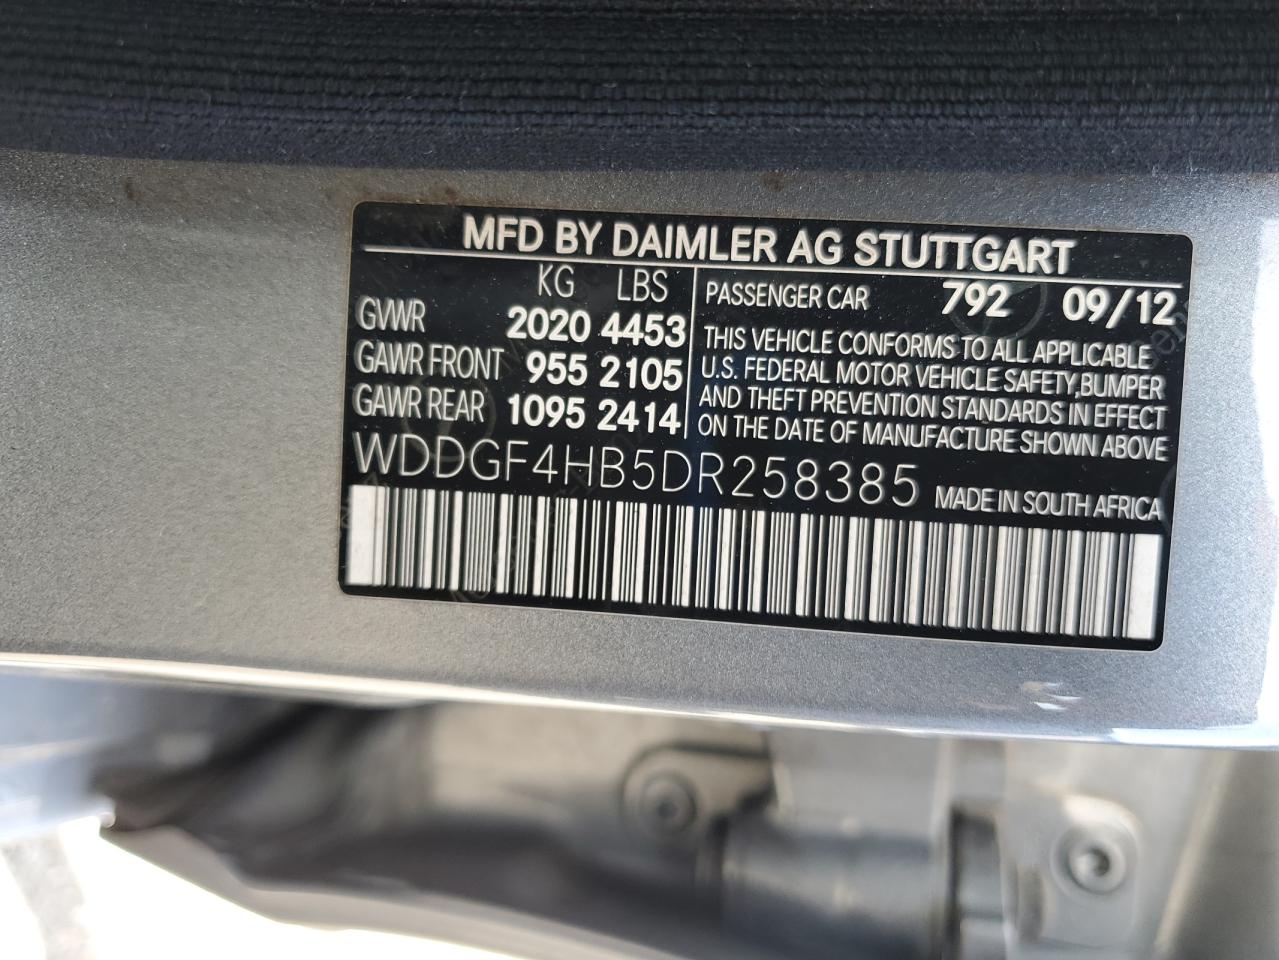 MFD BY DAIMLER AG STUTTGART
KG LBS
GVWR 2020 4453
GAWR FRONT 955 2105
GAWR REAR 1095 2414
PASSENGER CAR 792 09/12
THIS VEHICLE CONFORMS TO ALL APPLICABLE
U.S. FEDERAL MOTOR VEHICLE SAFETY,BUMPER
AND THEFT PREVENTION STANDARDS IN EFFECT
ON THE DATE OF MANUFACTURE SHOWN ABOVE
WDDGF4HB5DR258385
MADE IN SOUTH AFRICA